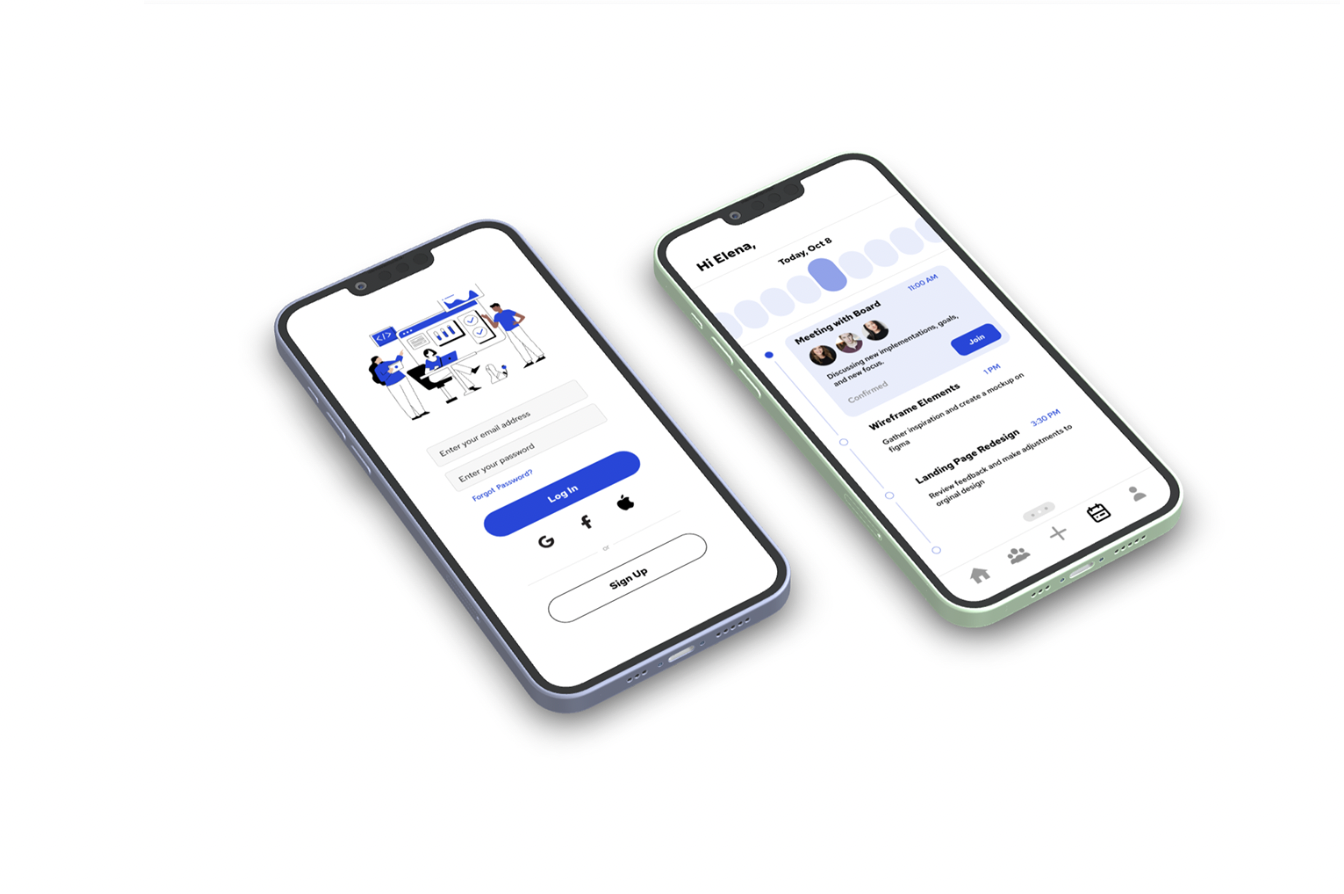 Enter your email address
Enter your password
Forgot Password?
Log In
or
Sign Up
Hi Elena,
Today, Oct 8
11:00 AM
Meeting with Board
Discussing new implementations, goals,
and new focus.
Join
Confirmed
1 PM
Wireframe Elements
Gather inspiration and create a mockup on
figma
3:30 PM
Landing Page Redesign
Review feedback and make adjustments to
orginal design